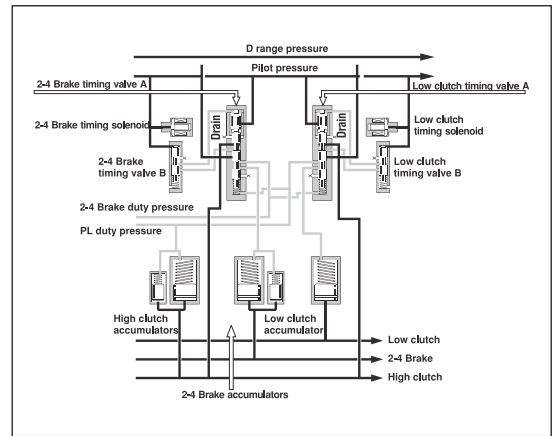 D range pressure
Pilot pressure
2-4 Brake timing valve A
Low clutch timing valve A
2-4 Brake timing solenoid
Drain
Drain
Low clutch
timing solenoid
2-4 Brake
timing valve B
Low clutch
timing valve B
2-4 Brake duty pressure
PL duty pressure
High clutch
accumulators
Low clutch
accumulator
Low clutch
2-4 Brake
High clutch
2-4 Brake accumulators